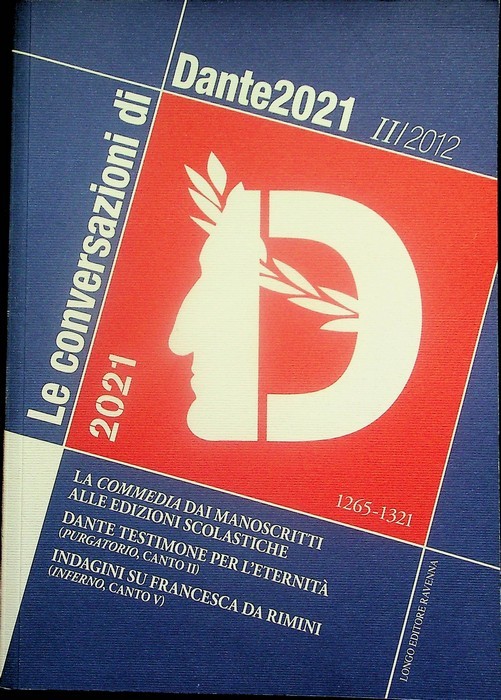 Le conversazioni di
Dante2021
II/2012
2021
1265-1321
LA COMMEDIA DAI MANOSCRITTI
ALLE EDIZIONI SCOLASTICHE
DANTE TESTIMONE PER L'ETERNITÀ
(PURGATORIO, CANTO II)
INDAGINI SU FRANCESCA DA RIMINI
(INFERNO, CANTO V)
LONGO EDITORE RAVENNA